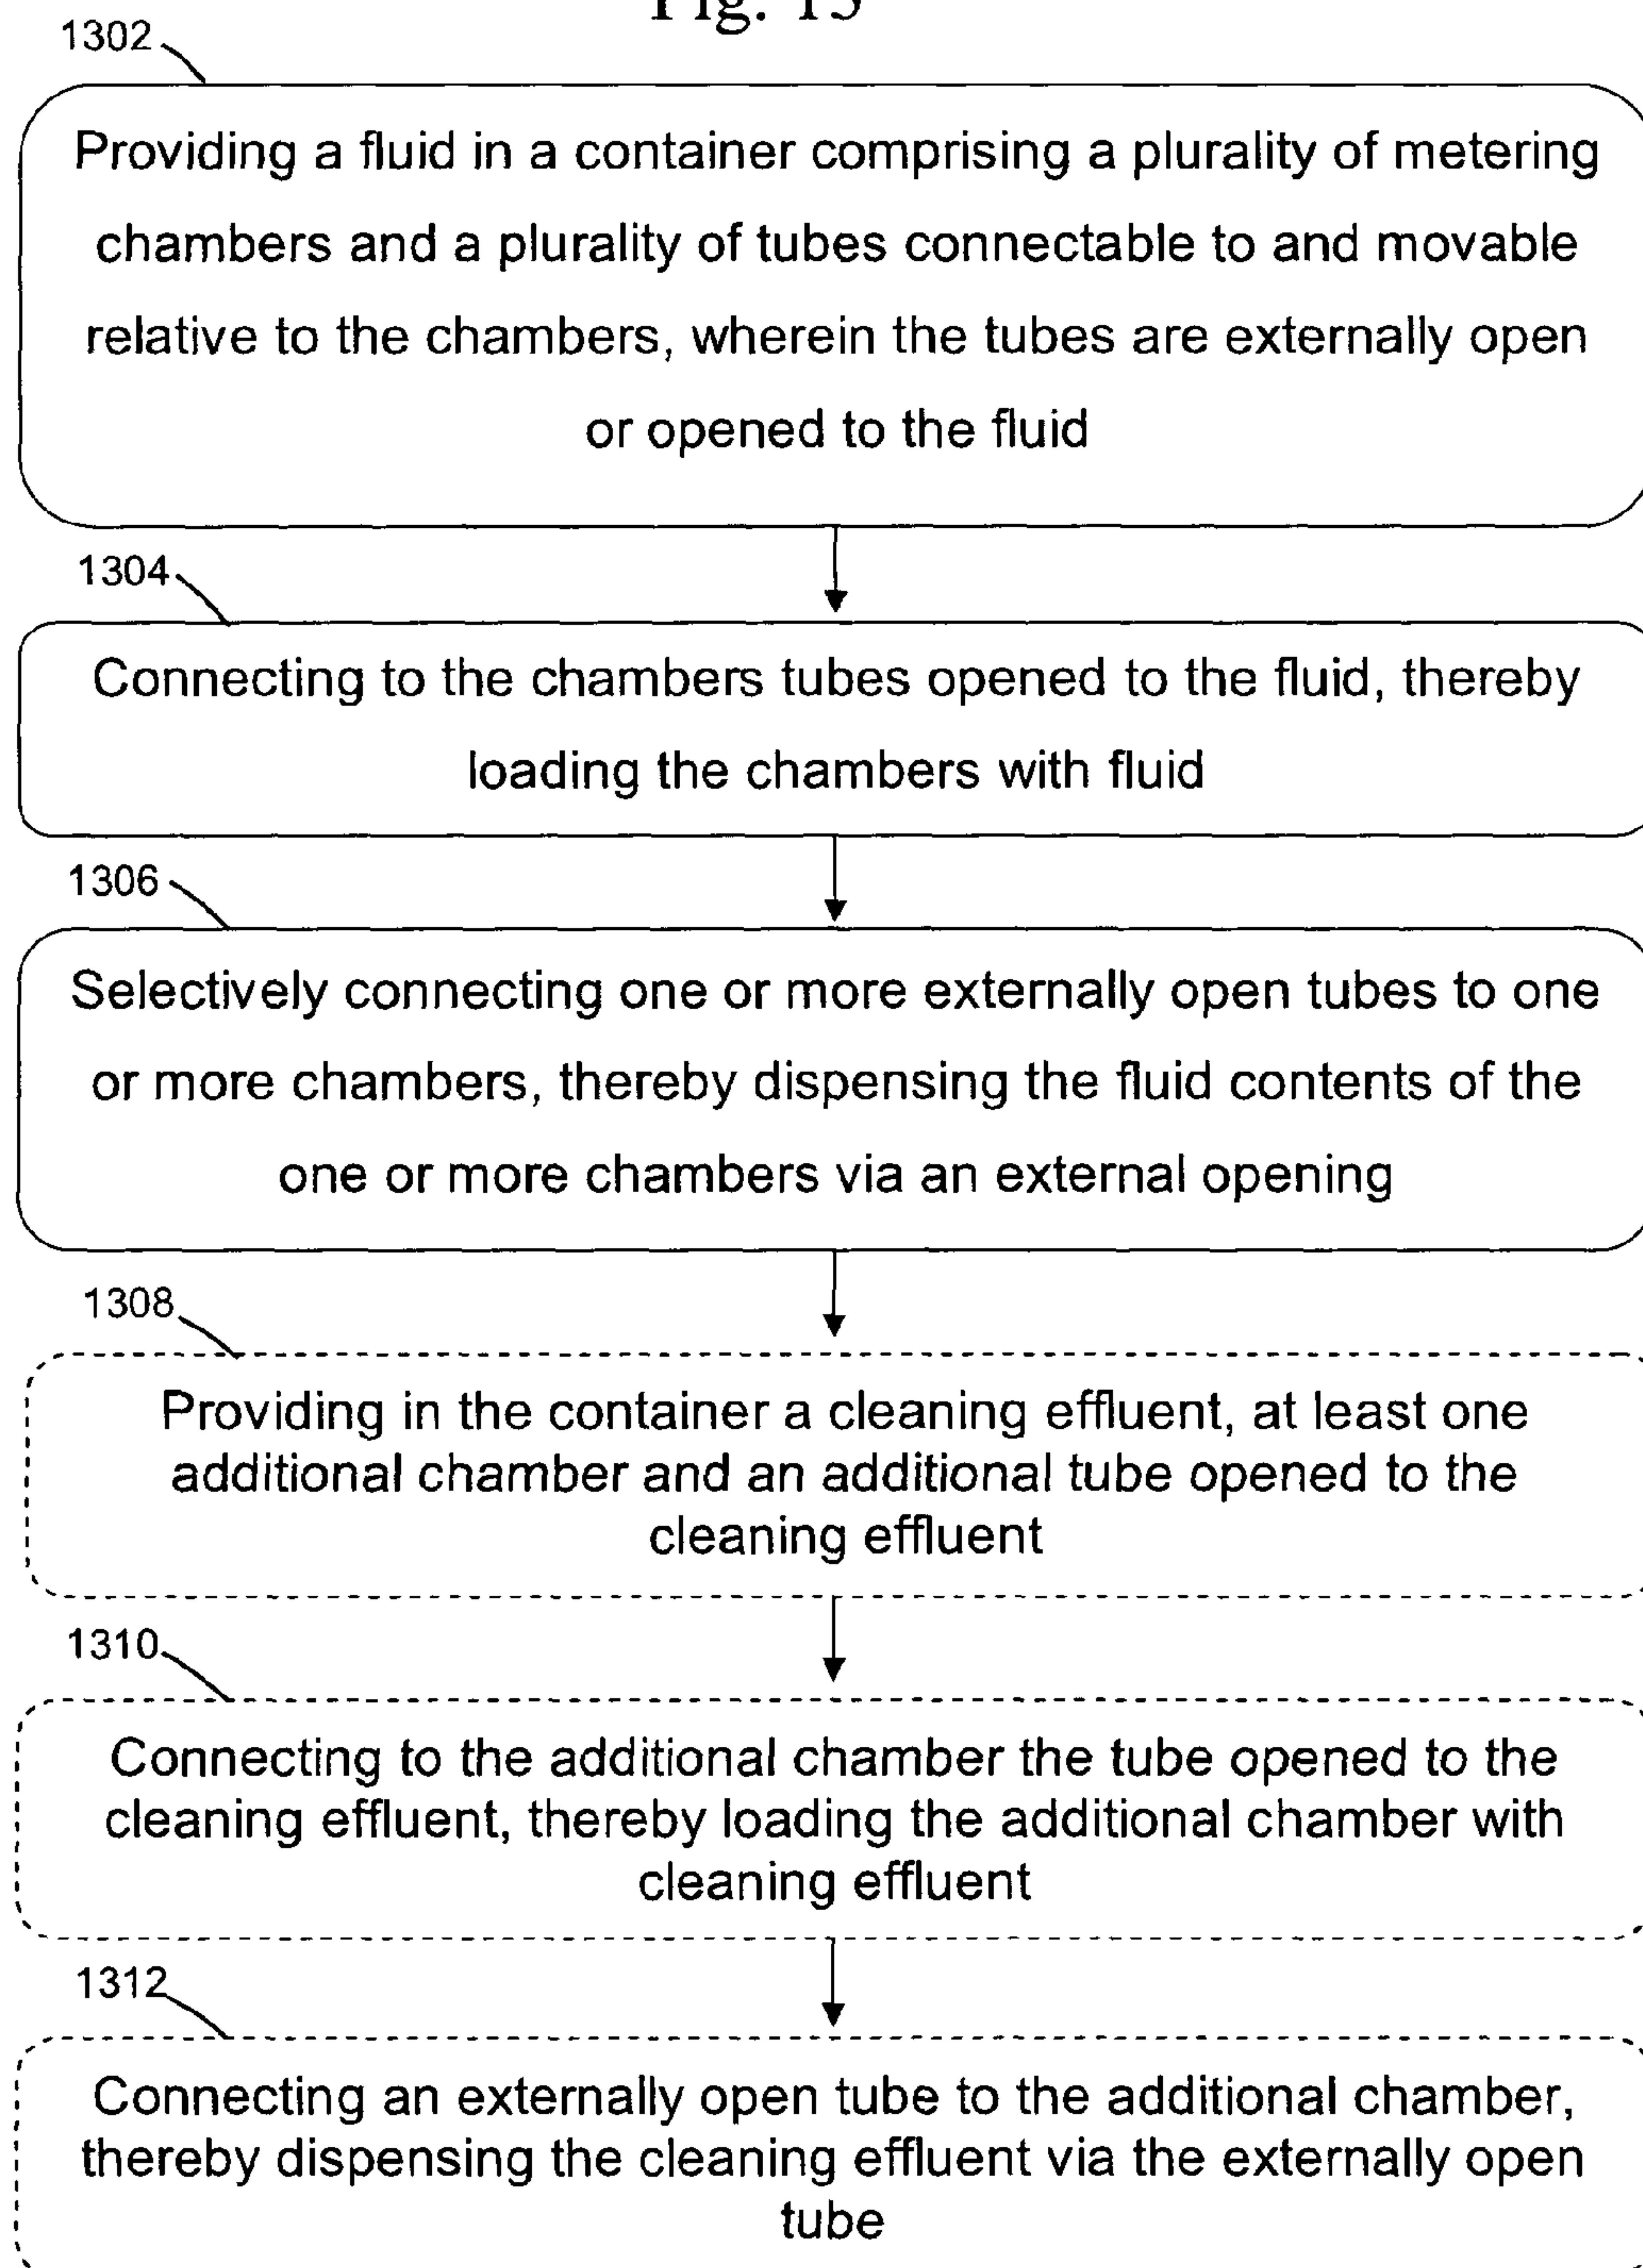 Fig. 13
1302
Providing a fluid in a container comprising a plurality of metering
chambers and a plurality of tubes connectable to and movable
relative to the chambers, wherein the tubes are externally open
or opened to the fluid
1304
Connecting to the chambers tubes opened to the fluid, thereby
loading the chambers with fluid
1306
Selectively connecting one or more externally open tubes to one
or more chambers, thereby dispensing the fluid contents of the
one or more chambers via an external opening
1308
Providing in the container a cleaning effluent, at least one
additional chamber and an additional tube opened to the
cleaning effluent
1310
Connecting to the additional chamber the tube opened to the
cleaning effluent, thereby loading the additional chamber with
cleaning effluent
1312
Connecting an externally open tube to the additional chamber,
thereby dispensing the cleaning effluent via the externally open
tube